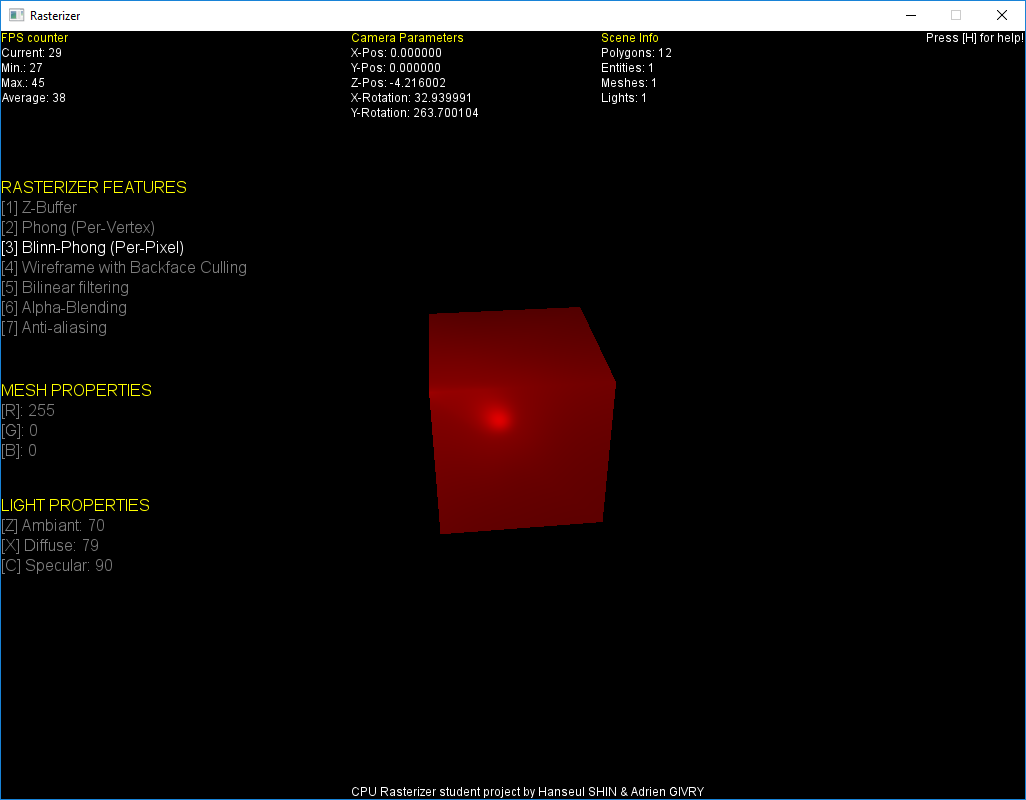 Rasterizer
FPS counter
Current: 29
Min.: 27
Max.: 45
Average: 38
Camera Parameters
X-Pos: 0.000000
Y-Pos: 0.000000
Z-Pos: -4.216002
X-Rotation: 32.939991
Y-Rotation: 263.700104
Scene Info
Polygons: 12
Entities: 1
Meshes: 1
Lights: 1
Press [H] for help!
RASTERIZER FEATURES
[1] Z-Buffer
[2] Phong (Per-Vertex)
[3] Blinn-Phong (Per-Pixel)
[4] Wireframe with Backface Culling
[5] Bilinear filtering
[6] Alpha-Blending
[7] Anti-aliasing
MESH PROPERTIES
[R]: 255
[G]: 0
[B]: 0
LIGHT PROPERTIES
[Z] Ambiant: 70
[X] Diffuse: 79
[C] Specular: 90
CPU Rasterizer student project by Hanseul SHIN & Adrien GIVRY